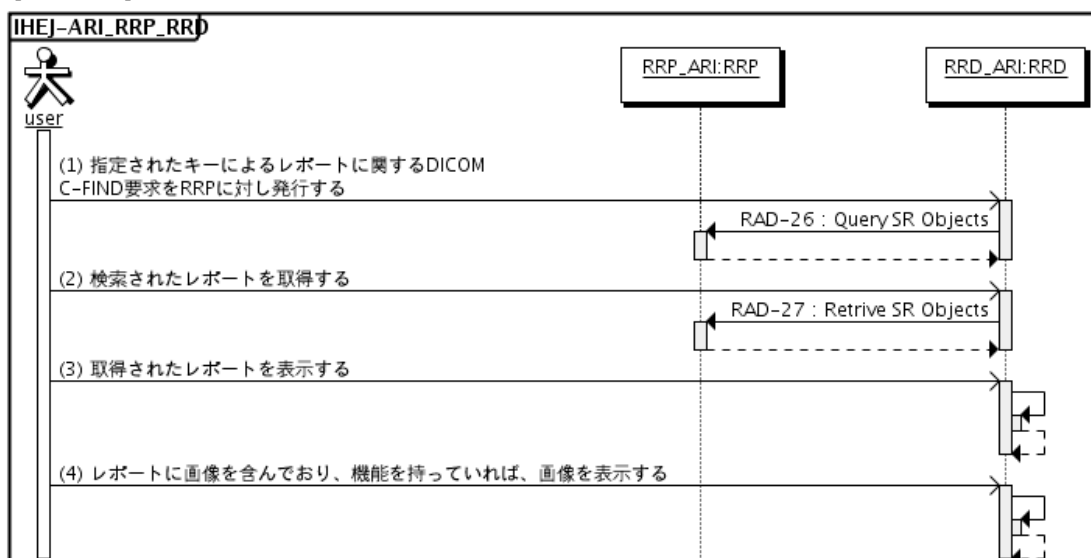 IHEJ-ARI_RRP_RRD
user
RRP_ARI:RRP
RRD_ARI:RRD
(1) 指定されたキーによるレポートに関するDICOM
C-FIND要求をRRPに対し発行する
RAD-26 : Query SR Objects
(2) 検索されたレポートを取得する
RAD-27 : Retrive SR Objects
(3) 取得されたレポートを表示する
(4) レポートに画像を含んでおり、機能を持っていれば、画像を表示する